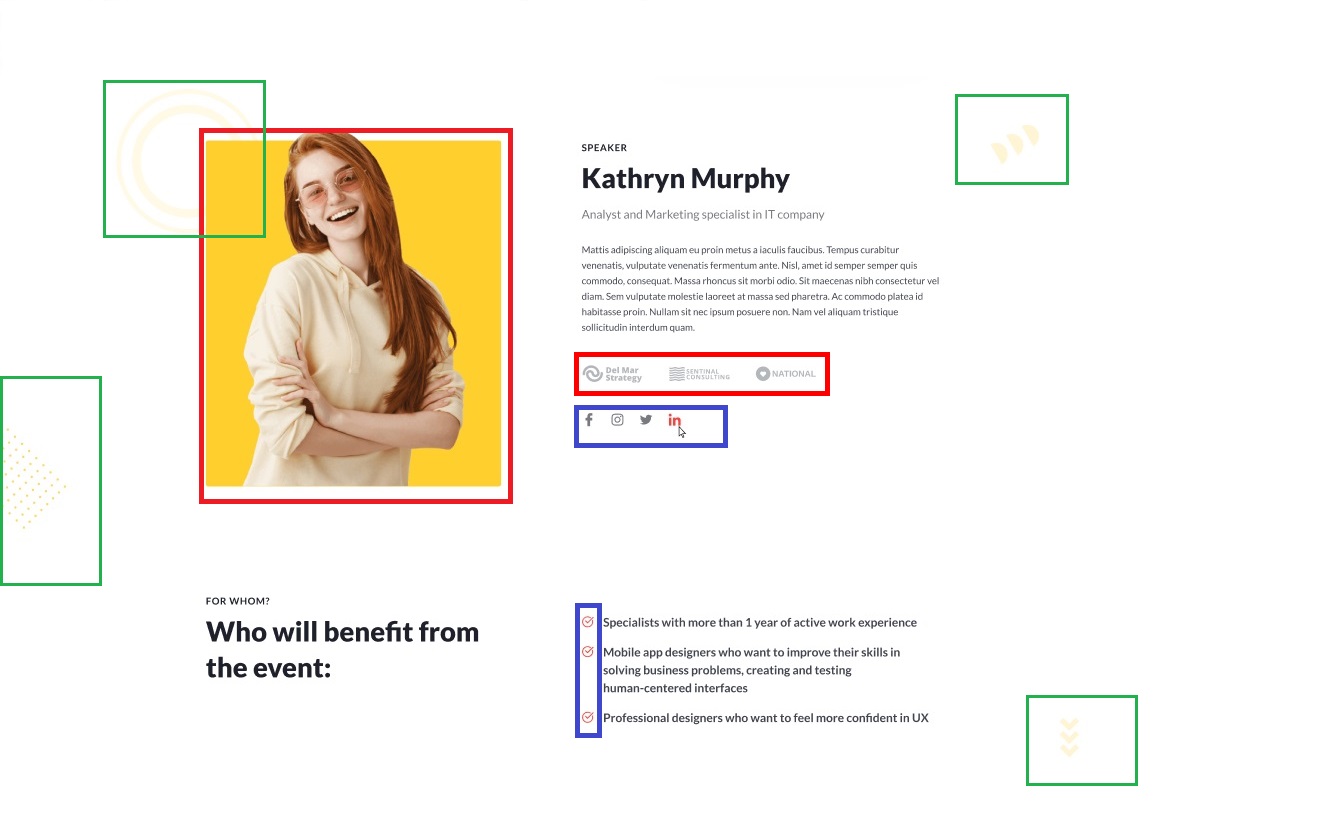 SPEAKER
Kathryn Murphy
Analyst and Marketing specialist in IT company
Mattis adipiscing aliquam eu proin metus a iaculis faucibus. Tempus curabitur
venenatis, vulputate venenatis fermentum ante. Nisl, amet id semper semper quis
commodo, consequat. Massa rhoncus sit morbi odio. Sit maecenas nibh consectetur vel
diam. Sem vulputate molestie laoreet at massa sed pharetra. Ac commodo platea id
habitasse proin. Nullam sit nec ipsum posuere non. Nam vel aliquam tristique
sollicitudin interdum quam.
Del Mar
Strategy
SENTINAL
CONSULTING
NATIONAL
in
FOR WHOM?
Who will benefit from
the event:
Specialists with more than 1 year of active work experience
Mobile app designers who want to improve their skills in
solving business problems, creating and testing
human-centered interfaces
Professional designers who want to feel more confident in UX